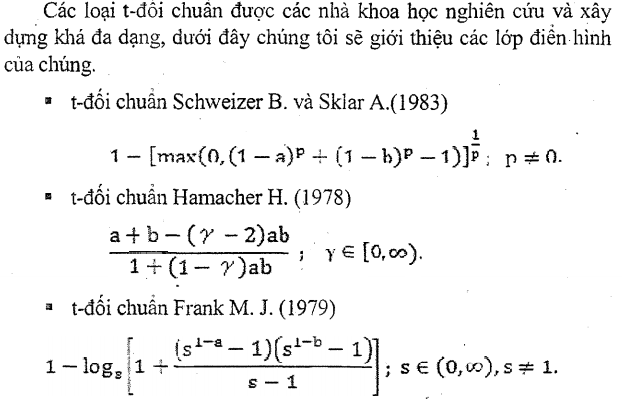 Các loại t-đối chuẩn được các nhà khoa học nghiên cứu và xây
dựng khá đa dạng, dưới đây chúng tôi sẽ giới thiệu các lớp điển hình
của chúng.
▪ t-đối chuẩn Schweizer B. và Sklar A.(1983)
1 − [max(0, (1 − a)^p + (1 − b)^p − 1)]^(1/p); p ≠ 0.
▪ t-đối chuẩn Hamacher H. (1978)
(a + b − (γ − 2)ab)/(1 + (1 − γ)ab) ; γ ∈ [0,∞).
▪ t-đối chuẩn Frank M. J. (1979)
1 − log_s[1 + (s^(1−a) − 1)(s^(1−b) − 1)/(s − 1)]; s ∈ (0,∞), s ≠ 1.